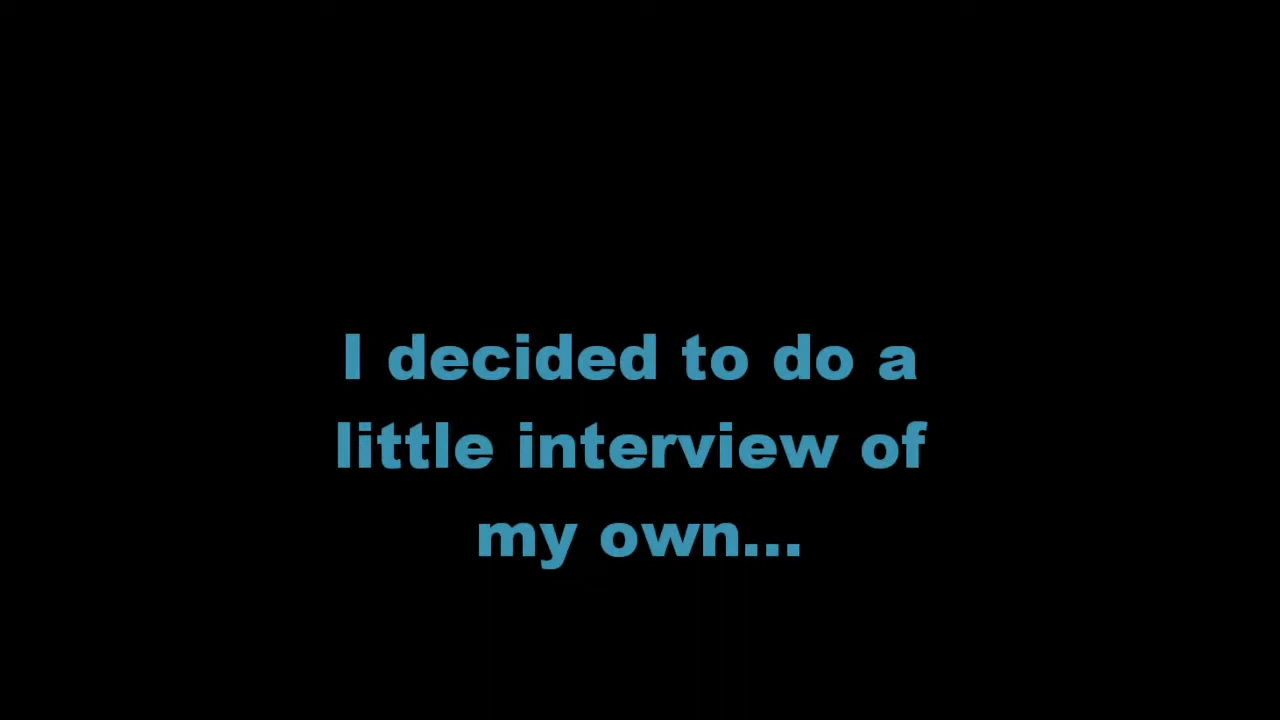 I decided to do a
little interview of
my own...